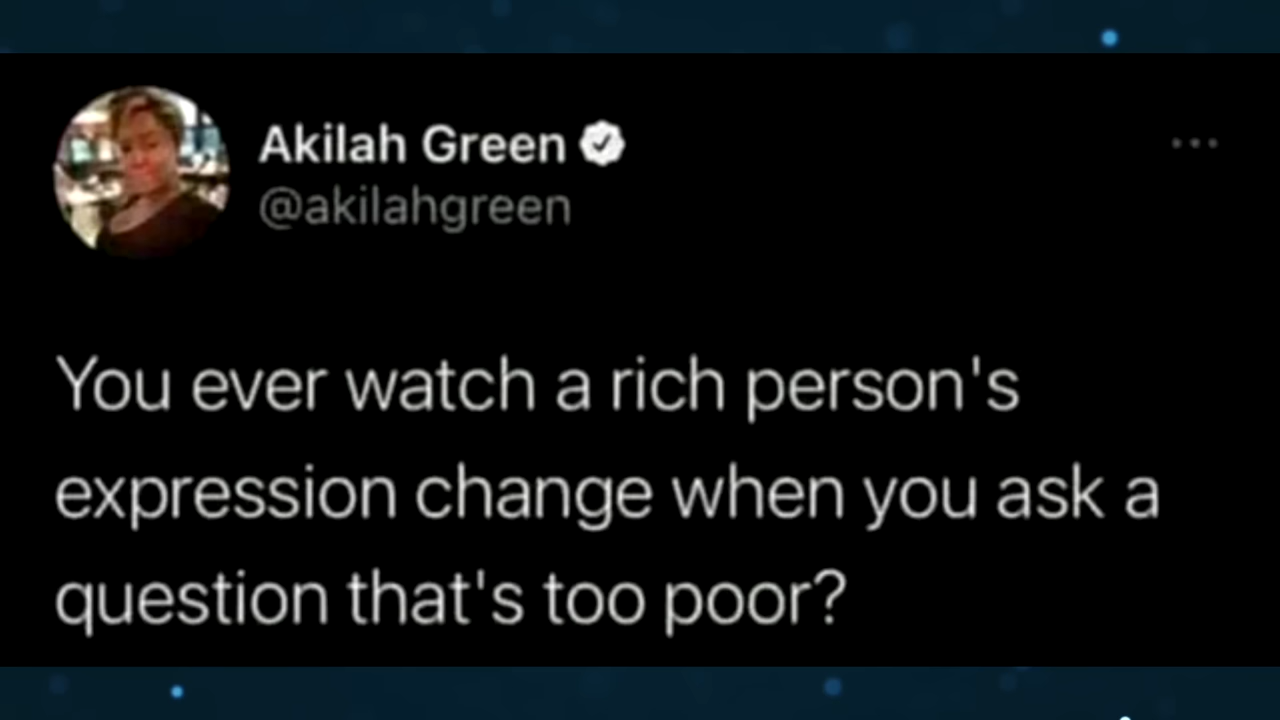 Akilah Green
@akilahgreen
You ever watch a rich person's
expression change when you ask a
question that's too poor?